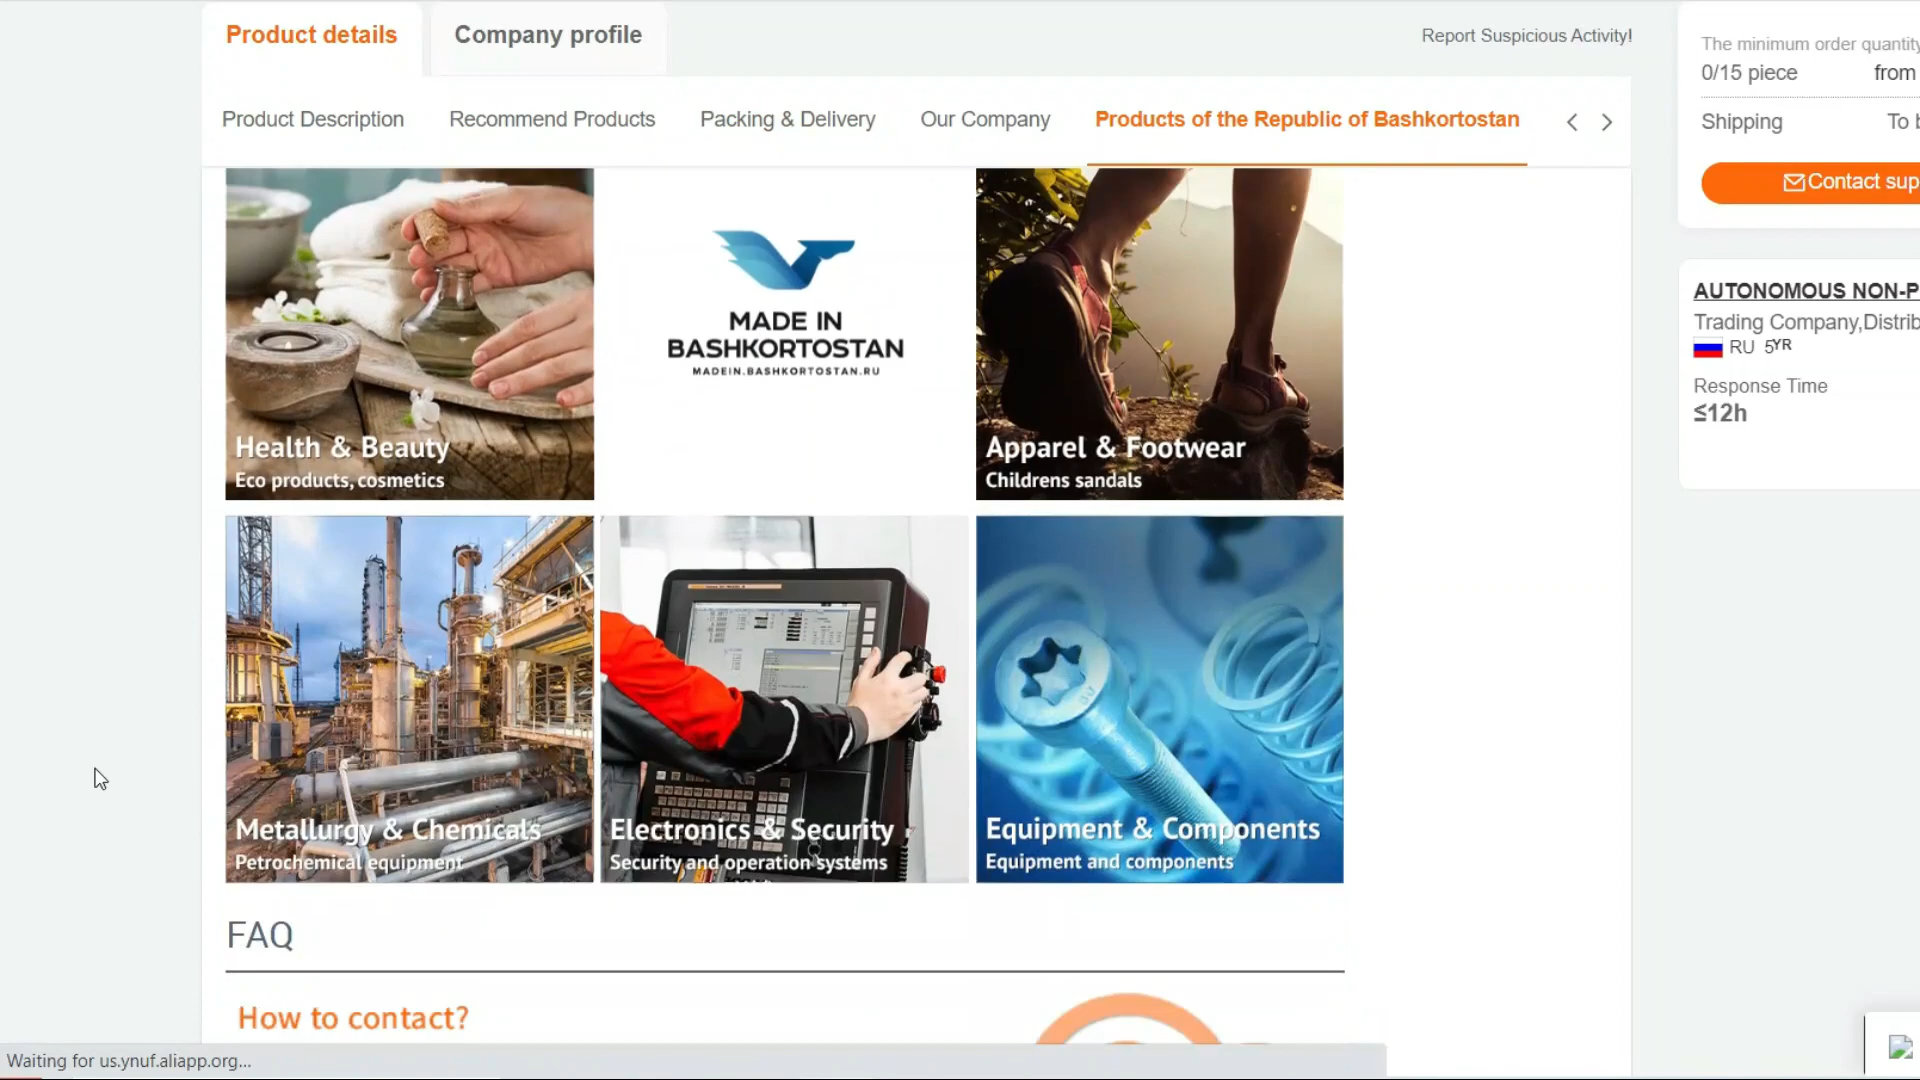 Product details
Company profile
Report Suspicious Activity!
Product Description
Recommend Products
Packing & Delivery
Our Company
Products of the Republic of Bashkortostan
The minimum order quantity
0/15 piece
from
Shipping
To b
Contact sup
AUTONOMOUS NON-P
Trading Company,Distrib
RU 5YR
Response Time
≤12h
MADE IN
BASHKORTOSTAN
MADEIN.BASHKORTOSTAN.RU
Health & Beauty
Eco products, cosmetics
Apparel & Footwear
Childrens sandals
Metallurgy & Chemicals
Petrochemical equipment
Electronics & Security
Security and operation systems
Equipment & Components
Equipment and components
FAQ
How to contact?
Waiting for us.ynuf.aliapp.org...